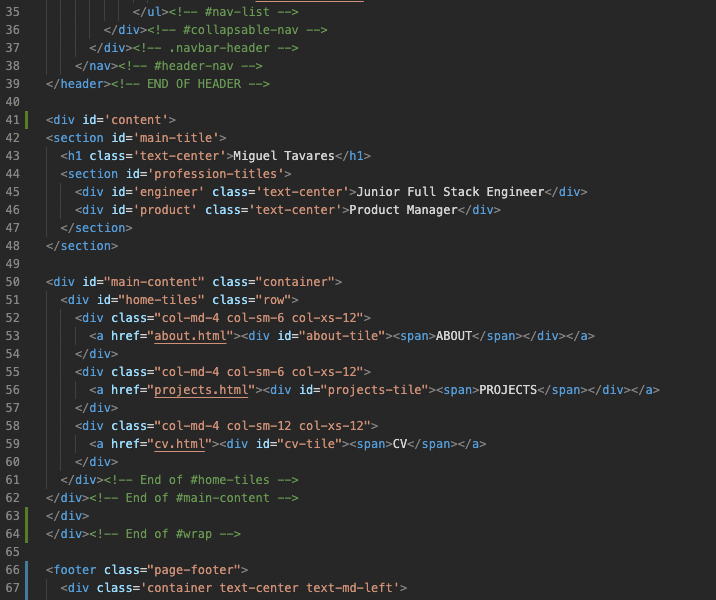 35 </ul><!-- #nav-list -->
36 </div><!-- #collapsable-nav -->
37 </div><!-- .navbar-header -->
38 </nav><!-- #header-nav -->
39 </header><!-- END OF HEADER -->
40
41 <div id='content'>
42 <section id='main-title'>
43 <h1 class='text-center'>Miguel Tavares</h1>
44 <section id='profession-titles'>
45 <div id='engineer' class='text-center'>Junior Full Stack Engineer</div>
46 <div id='product' class='text-center'>Product Manager</div>
47 </section>
48 </section>
49
50 <div id="main-content" class="container">
51 <div id="home-tiles" class="row">
52 <div class="col-md-4 col-sm-6 col-xs-12">
53 <a href="about.html"><div id="about-tile"><span>ABOUT</span></div></a>
54 </div>
55 <div class="col-md-4 col-sm-6 col-xs-12">
56 <a href="projects.html"><div id="projects-tile"><span>PROJECTS</span></div></a>
57 </div>
58 <div class="col-md-4 col-sm-12 col-xs-12">
59 <a href="cv.html"><div id="cv-tile"><span>CV</span></a>
60 </div>
61 </div><!-- End of #home-tiles -->
62 </div><!-- End of #main-content -->
63 </div>
64 </div><!-- End of #wrap -->
65
66 <footer class="page-footer">
67 <div class='container text-center text-md-left'>